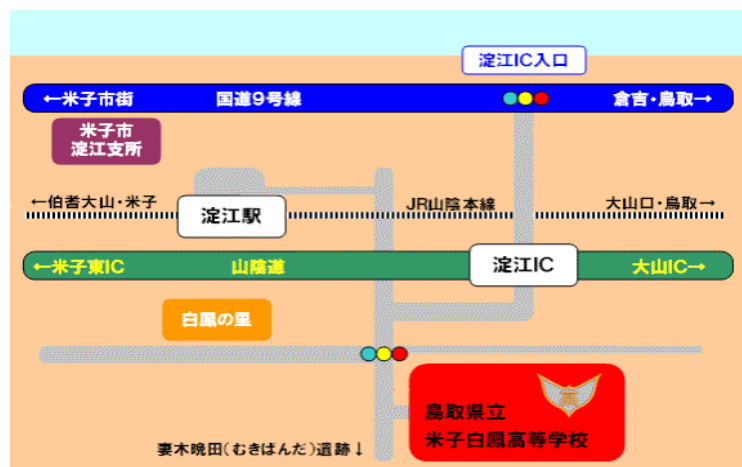 淀江IC入口
←米子市街 国道9号線 倉吉・鳥取→
米子市
淀江支所
←伯耆大山・米子 JR山陰本線 大山口・鳥取→
淀江駅
←米子東IC 山陰道 淀江IC 大山IC→
白鳳の里
鳥取県立
米子白鳳高等学校
妻木晩田(むきばんだ)遺跡↓